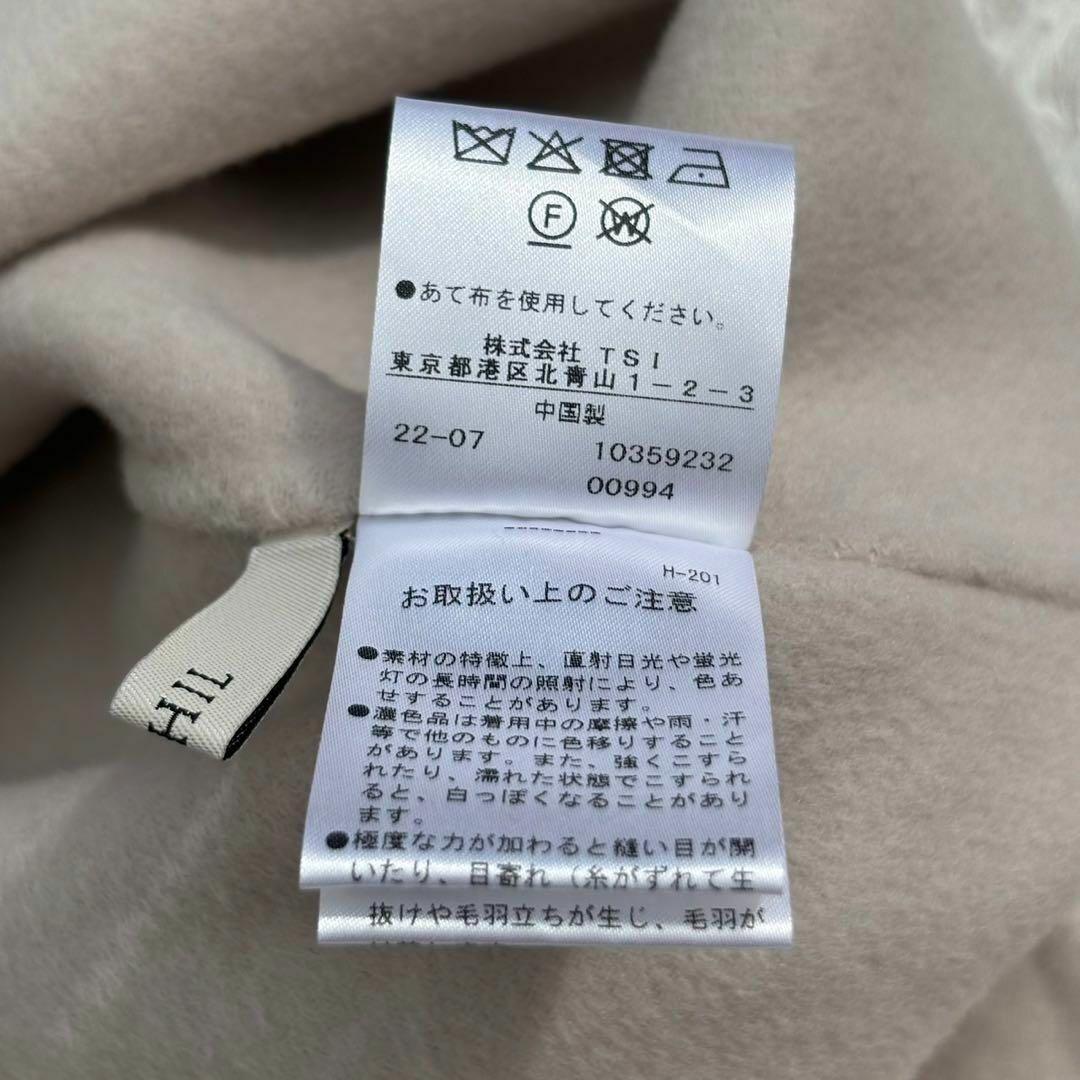 F
W
●あて布を使用してください。
株式会社 TSI
東京都港区北青山1-2-3
中国製
22-07 10359232
00994
H-201
お取扱い上のご注意
●素材の特徴上、直射日光や蛍光
灯の長時間の照射により、色あ
せすることがあります。
●濃色品は着用中の摩擦や雨・汗
等で他のものに色移りすること
があります。また、強くこすら
れたり、濡れた状態でこすられ
ると、白っぽくなることがあり
ます。
●極度な力が加わると縫い目が開
いたり、目寄れ(糸がずれて生
抜けや毛羽立ちが生じ、毛羽が
HIL